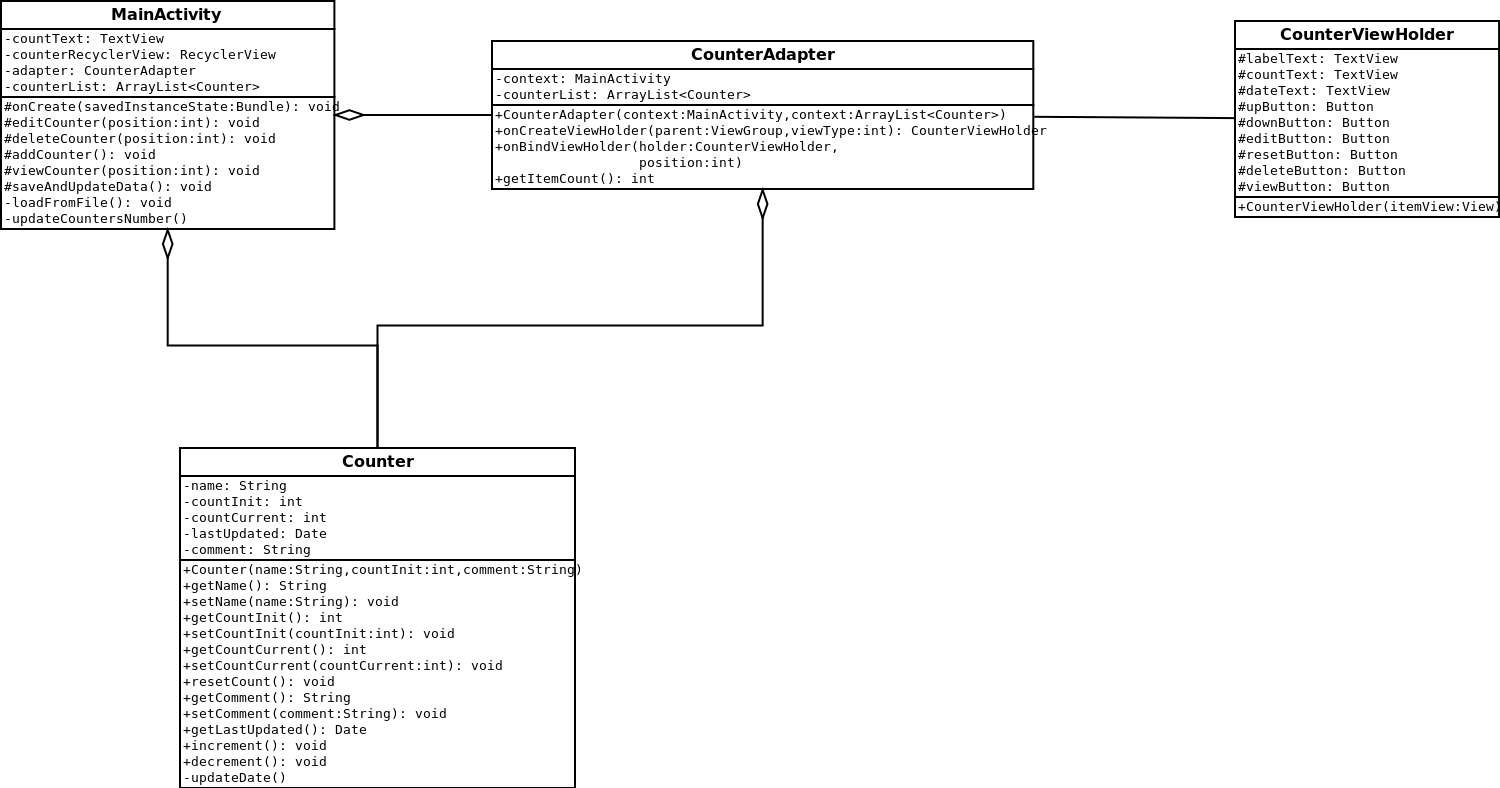 MainActivity
-countText: TextView
-counterRecyclerView: RecyclerView
-adapter: CounterAdapter
-counterList: ArrayList<Counter>
#onCreate(savedInstanceState:Bundle): void
#editCounter(position:int): void
#deleteCounter(position:int): void
#addCounter(): void
#viewCounter(position:int): void
#saveAndUpdateData(): void
-loadFromFile(): void
-updateCountersNumber()
CounterAdapter
-context: MainActivity
-counterList: ArrayList<Counter>
+CounterAdapter(context:MainActivity,context:ArrayList<Counter>)
+onCreateViewHolder(parent:ViewGroup,viewType:int): CounterViewHolder
+onBindViewHolder(holder:CounterViewHolder,
position:int)
+getItemCount(): int
CounterViewHolder
#labelText: TextView
#countText: TextView
#dateText: TextView
#upButton: Button
#downButton: Button
#editButton: Button
#resetButton: Button
#deleteButton: Button
#viewButton: Button
+CounterViewHolder(itemView:View)
Counter
-name: String
-countInit: int
-countCurrent: int
-lastUpdated: Date
-comment: String
+Counter(name:String,countInit:int,comment:String)
+getName(): String
+setName(name:String): void
+getCountInit(): int
+setCountInit(countInit:int): void
+getCountCurrent(): int
+setCountCurrent(countCurrent:int): void
+resetCount(): void
+getComment(): String
+setComment(comment:String): void
+getLastUpdated(): Date
+increment(): void
+decrement(): void
-updateDate()